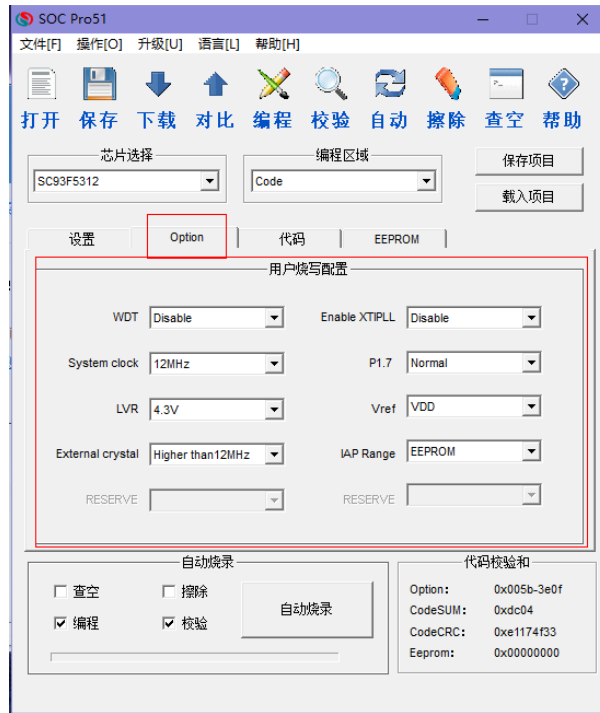 SOC Pro51
文件[F] 操作[O] 升级[U] 语言[L] 帮助[H]
打开 保存 下载 对比 编程 校验 自动 擦除 查空 帮助
芯片选择 编程区域 保存项目
SC93F5312 Code
载入项目
设置 Option 代码 EEPROM
用户烧写配置
WDT Disable Enable XTIPLL Disable
System clock 12MHz P1.7 Normal
LVR 4.3V Vref VDD
External crystal Higher than12MHz IAP Range EEPROM
RESERVE RESERVE
自动烧录 代码校验和
查空 擦除 自动烧录 Option: 0x005b-3e0f
CodeSUM: 0xdc04
编程 校验 CodeCRC: 0xe1174f33
Eeprom: 0x00000000